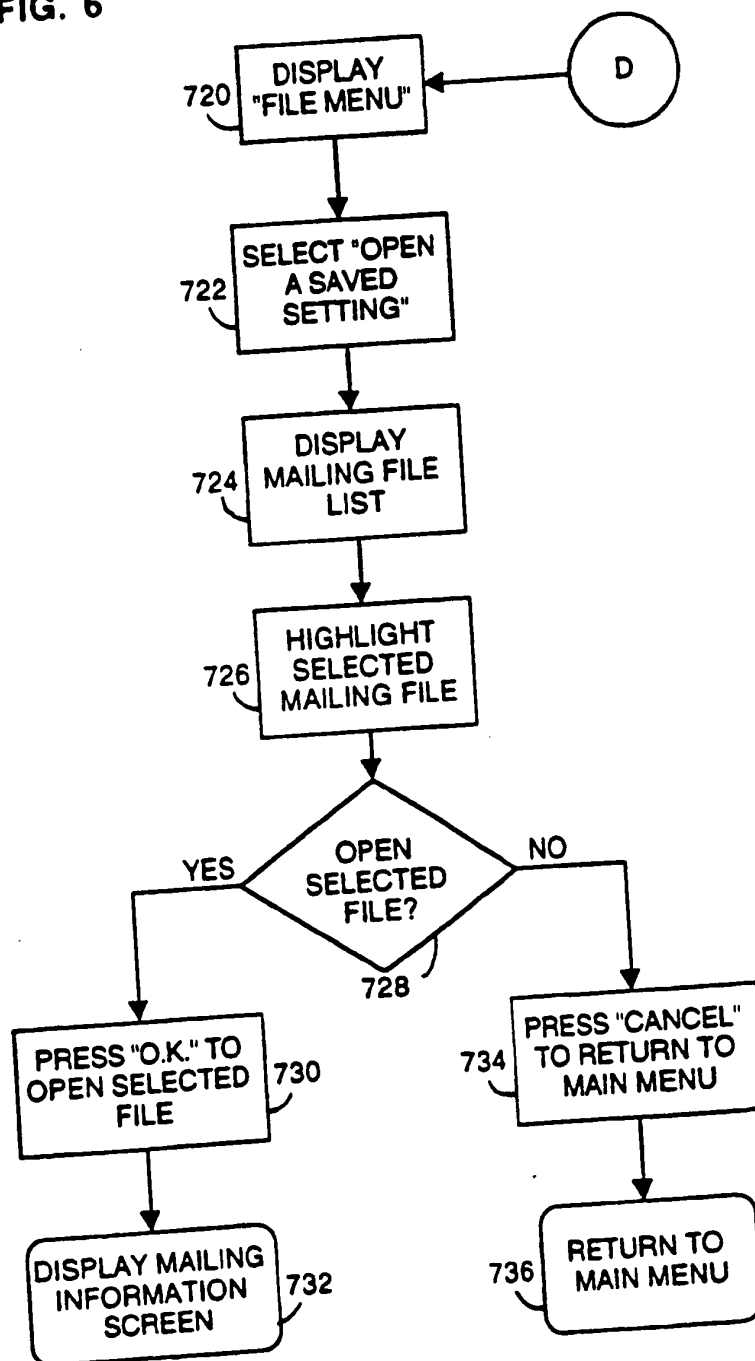 FIG. 6
D
DISPLAY
"FILE MENU"
720
SELECT "OPEN
A SAVED
SETTING"
722
DISPLAY
MAILING FILE
LIST
724
HIGHLIGHT
SELECTED
MAILING FILE
726
OPEN
SELECTED
FILE?
728
YES
NO
PRESS "O.K." TO
OPEN SELECTED
FILE
730
PRESS "CANCEL"
TO RETURN TO
MAIN MENU
734
DISPLAY MAILING
INFORMATION
SCREEN
732
RETURN TO
MAIN MENU
736